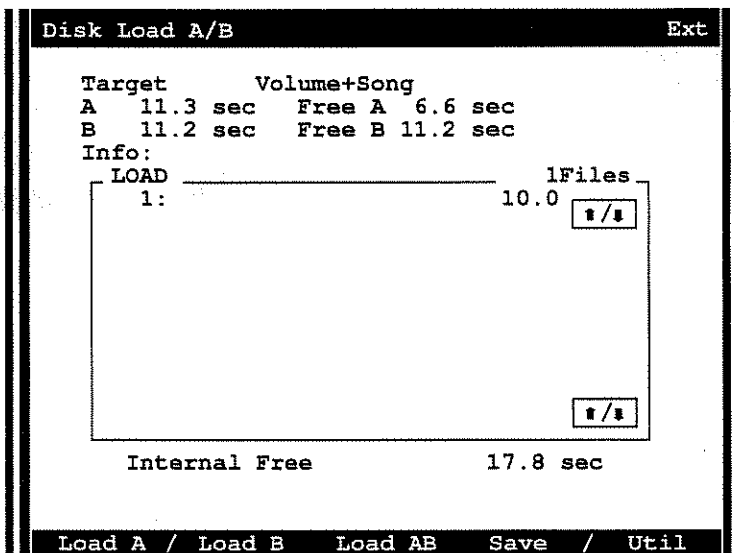 Disk Load A/B Ext
Target Volume+Song
A 11.3 sec Free A 6.6 sec
B 11.2 sec Free B 11.2 sec
Info:
LOAD 1Files
1: 10.0 ⬆/⬇
⬆/⬇
Internal Free 17.8 sec
Load A / Load B Load AB Save / Util